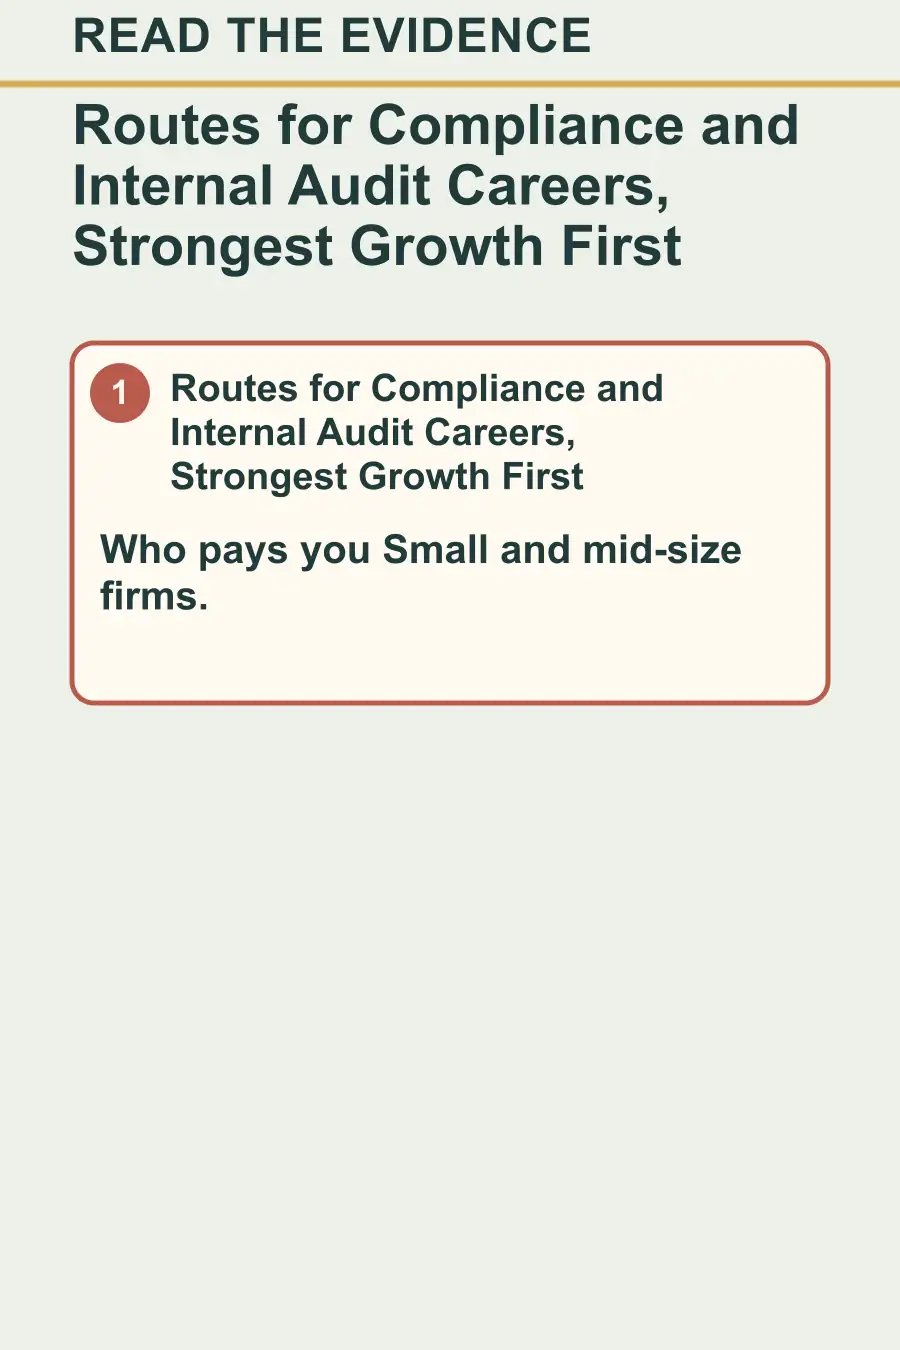 READ THE EVIDENCE
Routes for Compliance and
Internal Audit Careers,
Strongest Growth First
1
Routes for Compliance and
Internal Audit Careers,
Strongest Growth First
Who pays you Small and mid-size
firms.